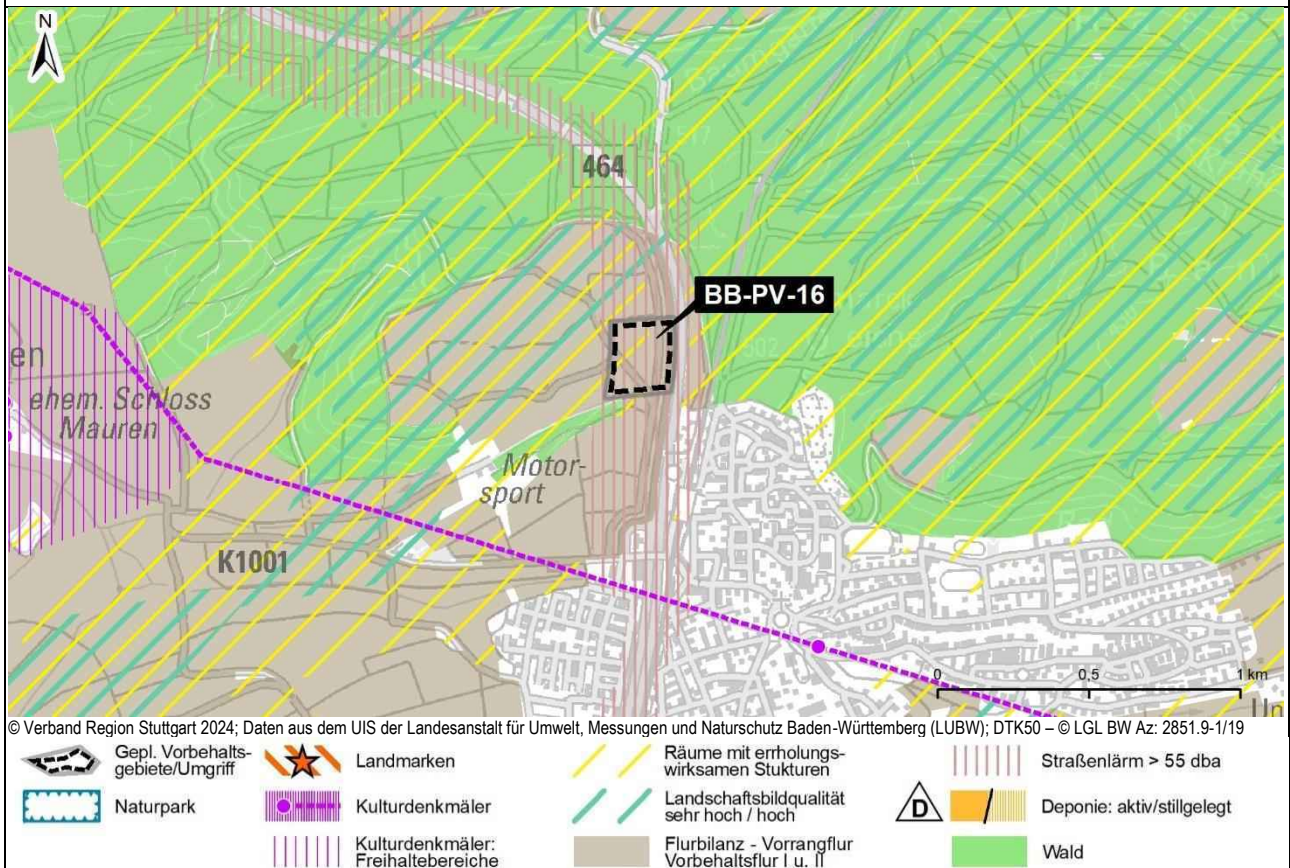 N
464
BB-PV-16
502
en
ehem. Schloss
Mauren
Motor-
sport
K1001
0 0.5 1 km
Un
© Verband Region Stuttgart 2024; Daten aus dem UIS der Landesanstalt für Umwelt, Messungen und Naturschutz Baden-Württemberg (LUBW); DTK50 – © LGL BW Az: 2851.9-1/19
Gepl. Vorbehalts-
gebiete/Umgriff
Landmarken
Räume mit errholungs-
wirksamen Stukturen
Straßenlärm > 55 dba
Naturpark
Kulturdenkmäler
Landschaftsbildqualität
sehr hoch / hoch
D
Deponie: aktiv/stillgelegt
Kulturdenkmäler:
Freihaltebereiche
Flurbilanz - Vorrangflur
Vorbehaltsflur I u. II
Wald